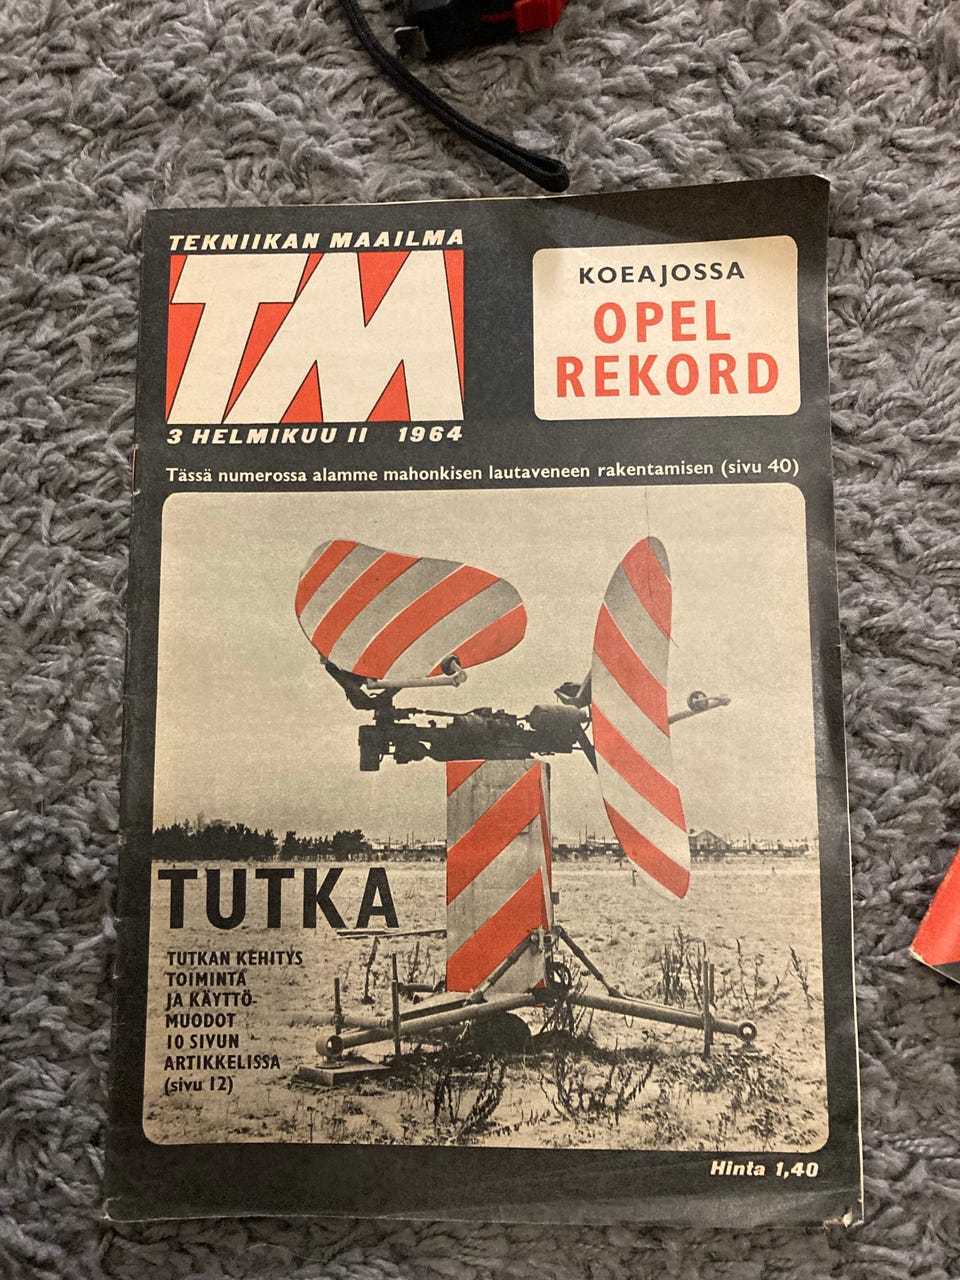 TEKNIIKAN MAAILMA
TM
3 HELMIKUU II 1964
KOEAJOSSA
OPEL
REKORD
Tässä numerossa alamme mahonkisen lautaveneen rakentamisen (sivu 40)
TUTKA
TUTKAN KEHITYS
TOIMINTA
JA KÄYTTÖ-
MUODOT
10 SIVUN
ARTIKKELISSA
(sivu 12)
Hinta 1,40